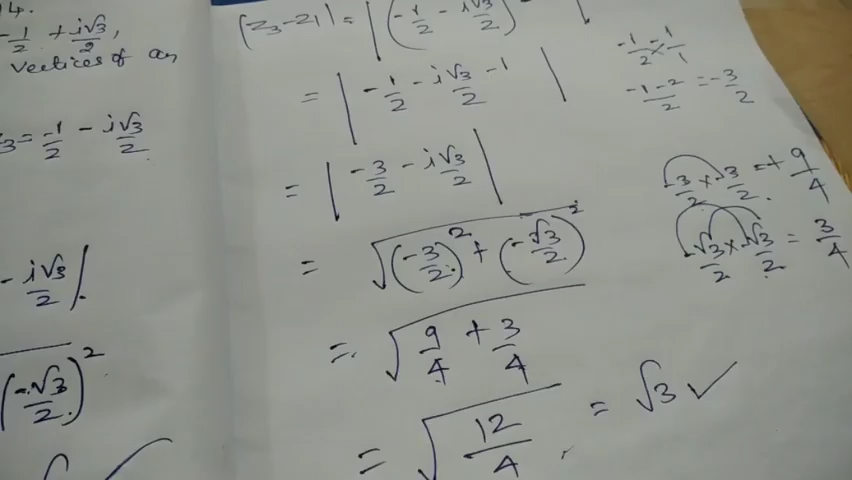 14.
-1/2 + i√3/2,
Vertices of an
z3 = -1/2 - i√3/2
- i√3/2 |
(-√3/2)²
√
|z3 - z1| = | (-1/2 - i√3/2) - |
= | -1/2 - i√3/2 - 1 |
= | -3/2 - i√3/2 |
= √((-3/2)² + (-√3/2)²)
= √(9/4 + 3/4)
= √(12/4) = √3 ✓
-1/2 × -1/1
-1-2/2 = -3/2
-3/2 × -3/2 = + 9/4
-√3/2 × -√3/2 = 3/4